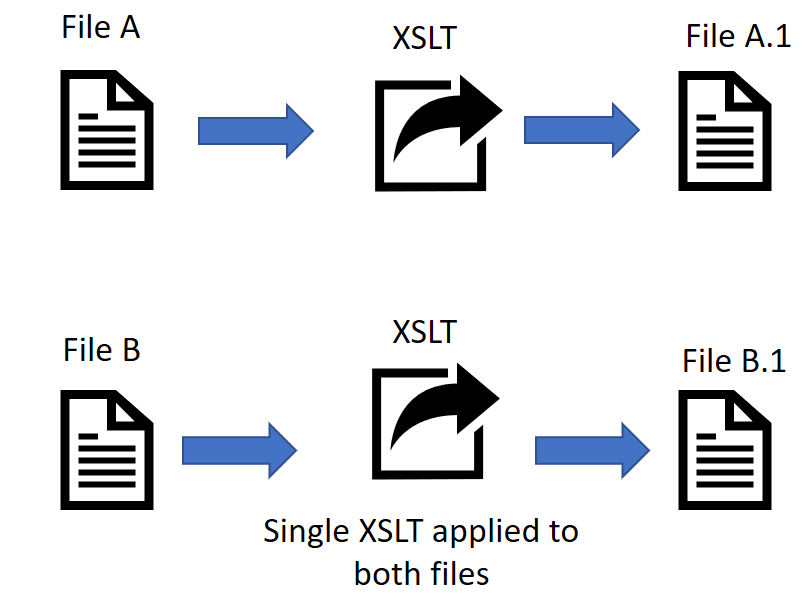 File A
XSLT
File A.1
File B
XSLT
File B.1
Single XSLT applied to
both files